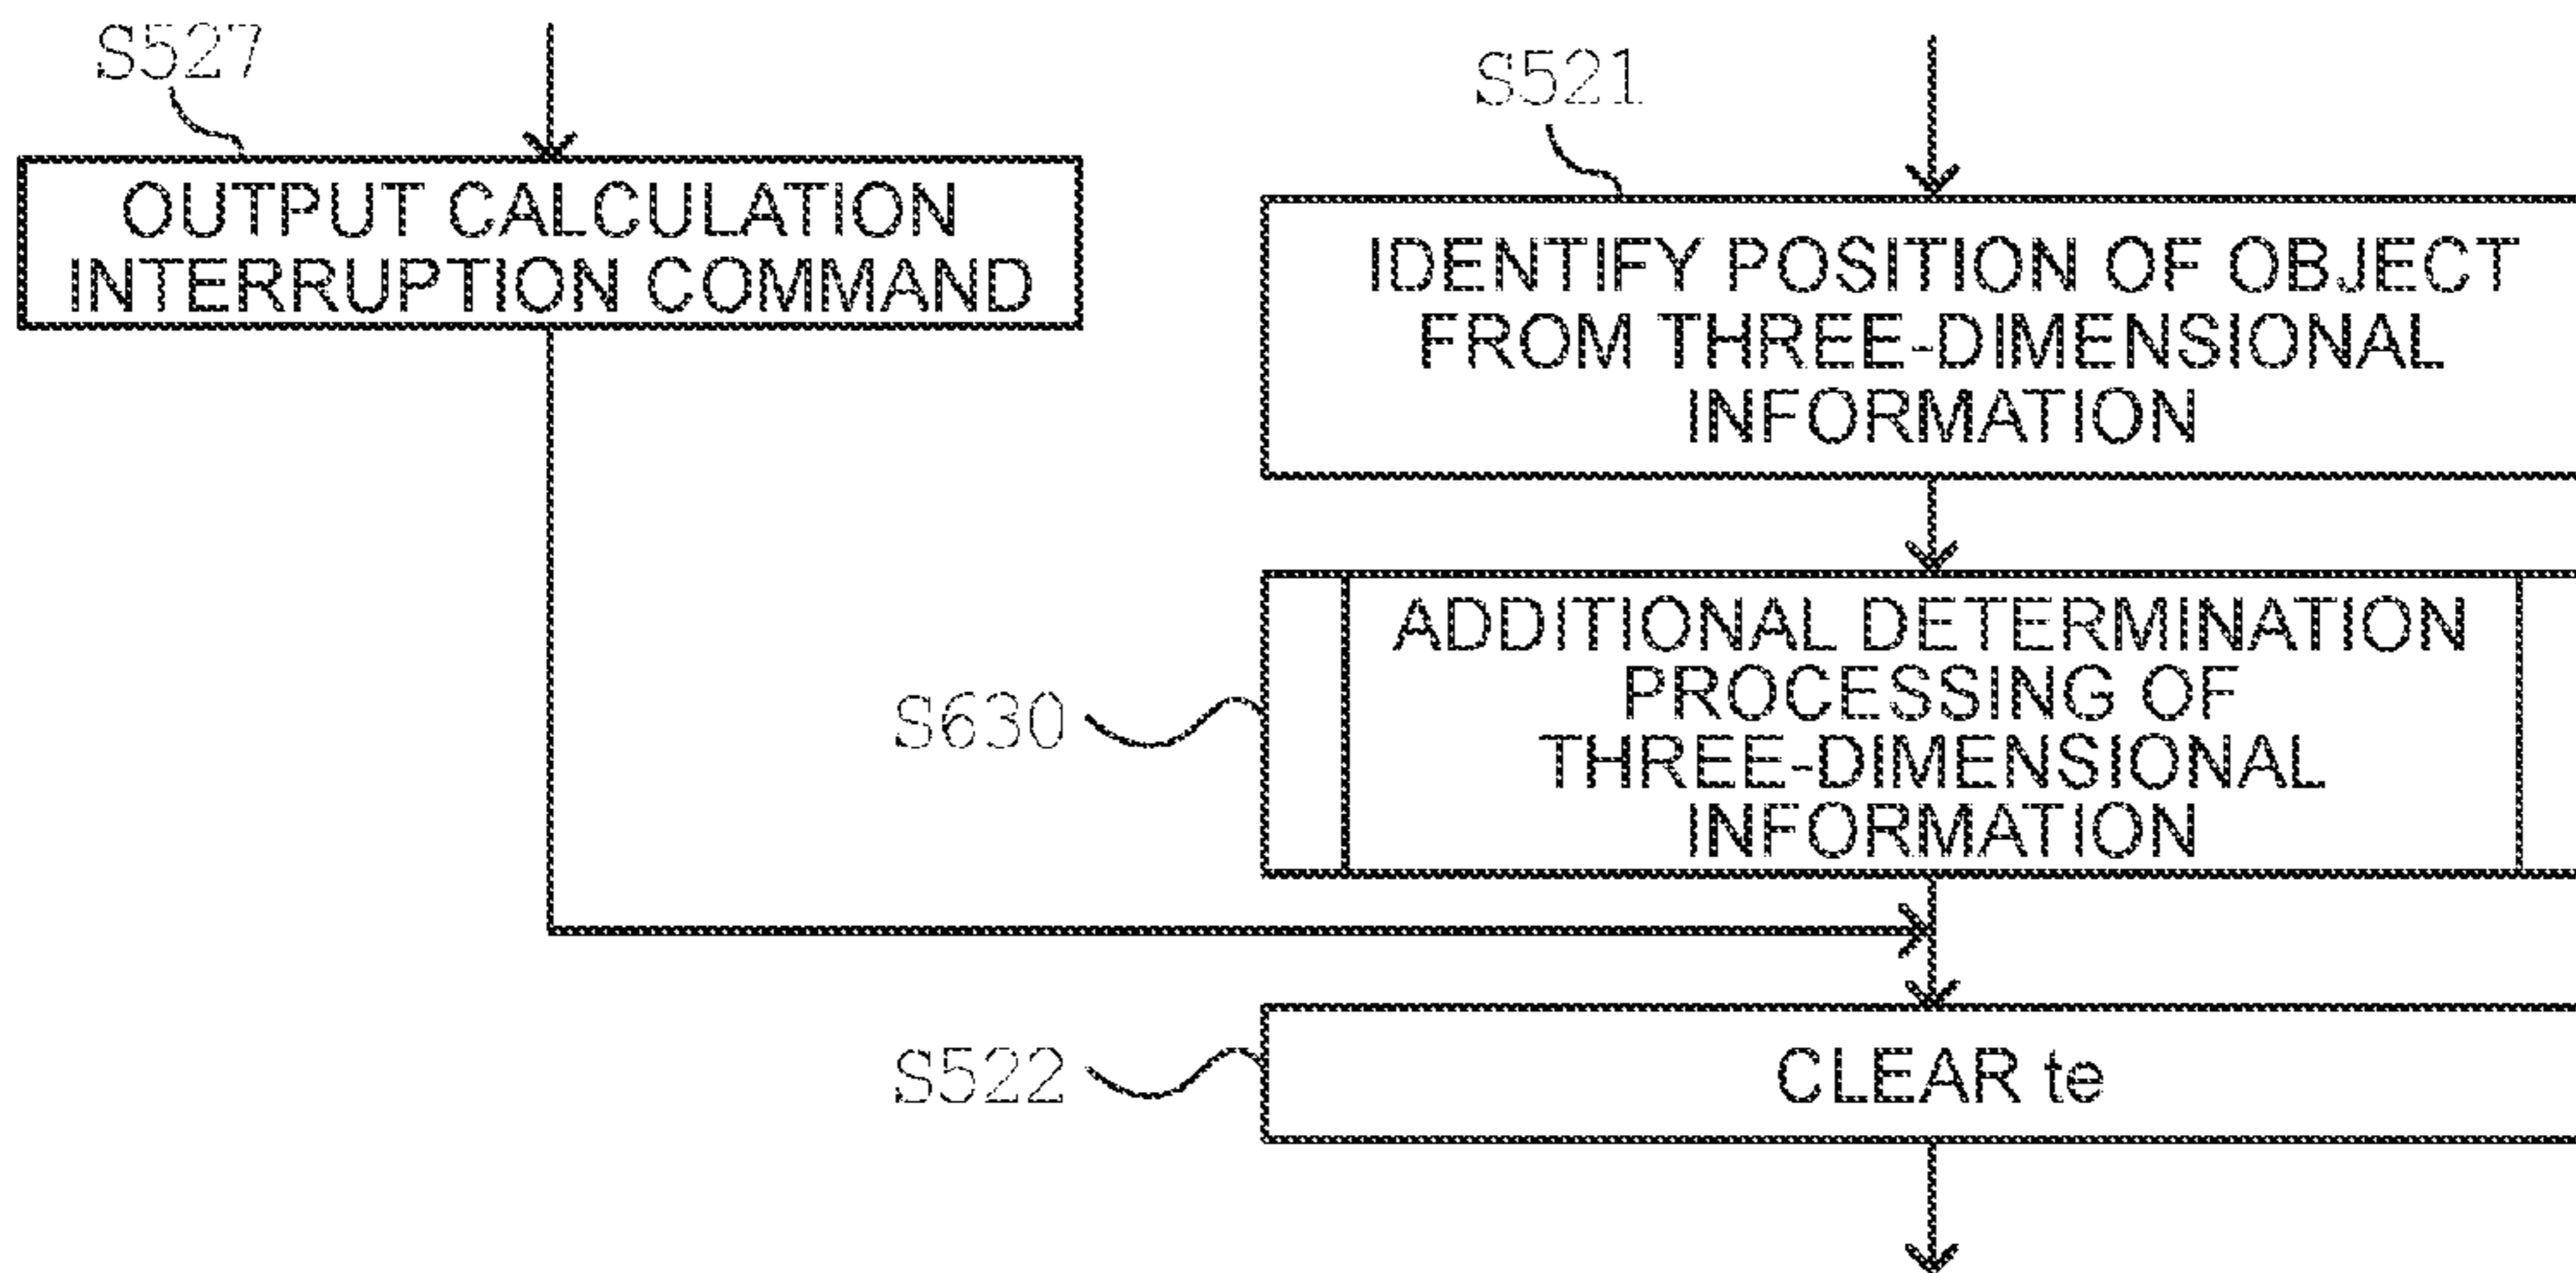 S527
OUTPUT CALCULATION
INTERRUPTION COMMAND
S521
IDENTIFY POSITION OF OBJECT
FROM THREE-DIMENSIONAL
INFORMATION
S630
ADDITIONAL DETERMINATION
PROCESSING OF
THREE-DIMENSIONAL
INFORMATION
S522
CLEAR te